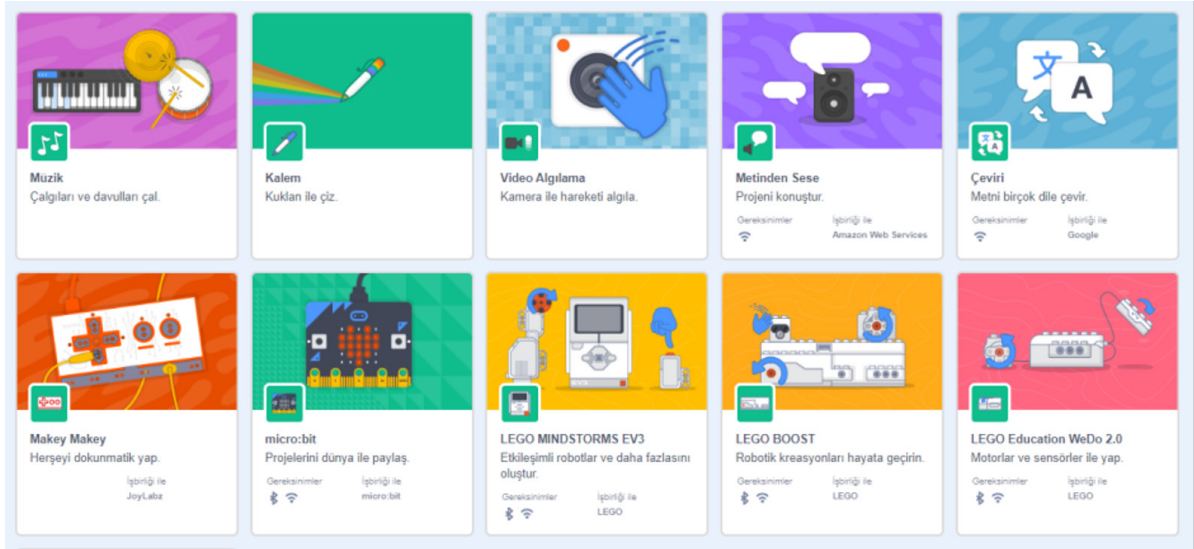 文
A
A
Müzik
Çalgıları ve davulları çal.
Kalem
Kuklan ile çiz.
Video Algılama
Kamera ile hareketi algıla.
Metinden Sese
Projeni konuştur.
Gereksinimler
İşbirliği ile
Amazon Web Services
Çeviri
Metni birçok dile çevir.
Gereksinimler
İşbirliği ile
Google
Makey Makey
Herşeyi dokunmatik yap.
İşbirliği ile
JoyLabz
micro:bit
Projelerini dünya ile paylaş.
Gereksinimler
İşbirliği ile
micro:bit
EV3
LEGO MINDSTORMS EV3
Etkileşimli robotlar ve daha fazlasını
oluştur.
Gereksinimler
İşbirliği ile
LEGO
LEGO BOOST
Robotik kreasyonları hayata geçirin.
Gereksinimler
İşbirliği ile
LEGO
LEGO Education WeDo 2.0
Motorlar ve sensörler ile yap.
Gereksinimler
İşbirliği ile
LEGO